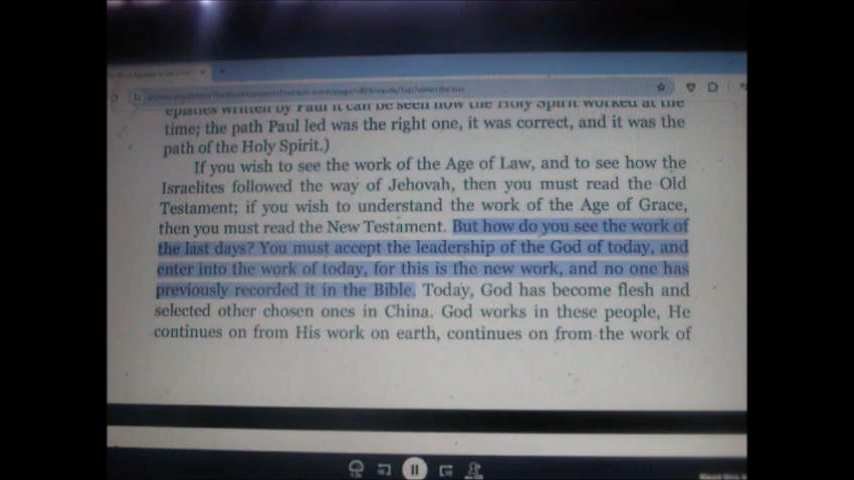 epistles written by Paul it can be seen how the Holy Spirit worked at the
time; the path Paul led was the right one, it was correct, and it was the
path of the Holy Spirit.)
If you wish to see the work of the Age of Law, and to see how the
Israelites followed the way of Jehovah, then you must read the Old
Testament; if you wish to understand the work of the Age of Grace,
then you must read the New Testament. But how do you see the work of
the last days? You must accept the leadership of the God of today, and
enter into the work of today, for this is the new work, and no one has
previously recorded it in the Bible. Today, God has become flesh and
selected other chosen ones in China. God works in these people, He
continues on from His work on earth, continues on from the work of